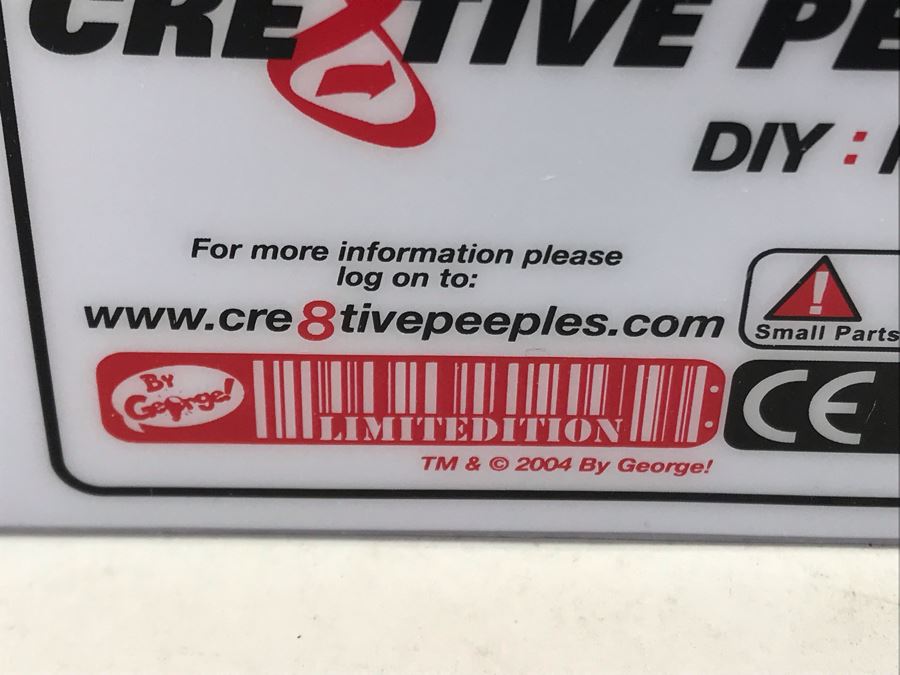 CRE8TIVE PE
DIY :
For more information please
log on to:
www.cre8tivepeeples.com
Small Parts
By
George!
LIMITEDITION
CE
TM & © 2004 By George!